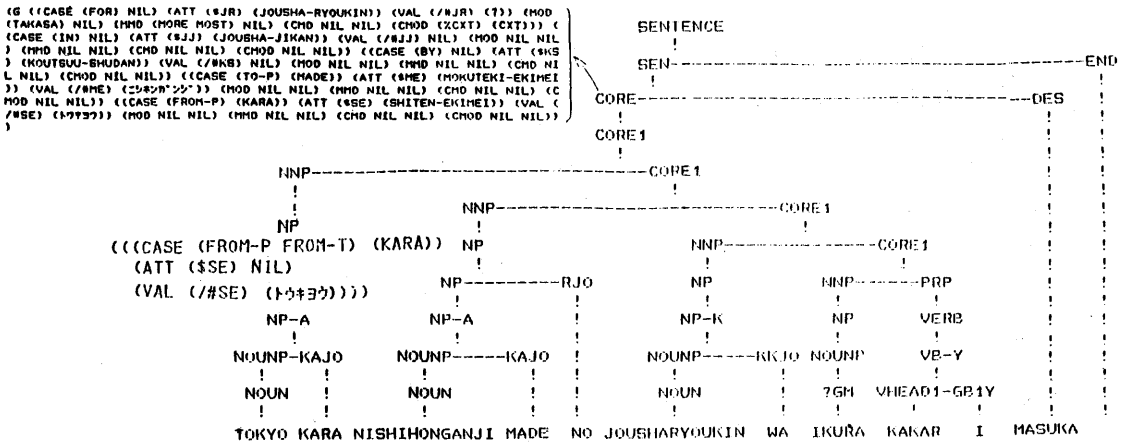 (G ((CASE (FOR) NIL) (ATT ($JR) (JOUSHA-RYOUKIN)) (VAL (/#JR) (?)) (MOD
(TAKASA) NIL) (MMD (MORE MOST) NIL) (CMD NIL NIL) (CMOD (%CXT) (CXT))) (
(CASE (IN) NIL) (ATT ($JJ) (JOUSHA-JIKAN)) (VAL (/#JJ) NIL) (MOD NIL NIL
) (MMD NIL NIL) (CMD NIL NIL) (CMOD NIL NIL)) ((CASE (BY) NIL) (ATT ($KS
) (KOUTSUU-SHUDAN)) (VAL (/#KS) NIL) (MOD NIL NIL) (MMD NIL NIL) (CMD NI
L NIL) (CMOD NIL NIL)) ((CASE (TO-P) (MADE)) (ATT ($ME) (MOKUTEKI-EKIMEI
)) (VAL (/#ME) (ニシホンガンジ)) (MOD NIL NIL) (MMD NIL NIL) (CMD NIL NIL) (C
MOD NIL NIL)) ((CASE (FROM-P) (KARA)) (ATT ($SE) (SHITEN-EKIMEI)) (VAL (
/#SE) (トウキョウ)) (MOD NIL NIL) (MMD NIL NIL) (CMD NIL NIL) (CMOD NIL NIL))
)
SENTENCE
SEN END
CORE DES
CORE1
NNP CORE1
NNP CORE1
NP
(((CASE (FROM-P FROM-T) (KARA)) NP NNP CORE1
(ATT ($SE) NIL)
(VAL (/#SE) (トウキョウ)))) NP RJO NP NNP PRP
NP-A NP-A NP-K NP VERB
NOUNP-KAJO NOUNP KAJO NOUNP KKJO NOUNP VB-Y
NOUN NOUN NOUN ?GM VHEAD1-GB1Y
TOKYO KARA NISHIHONGANJI MADE NO JOUSHARYOUKIN WA IKURA KAKAR I MASUKA